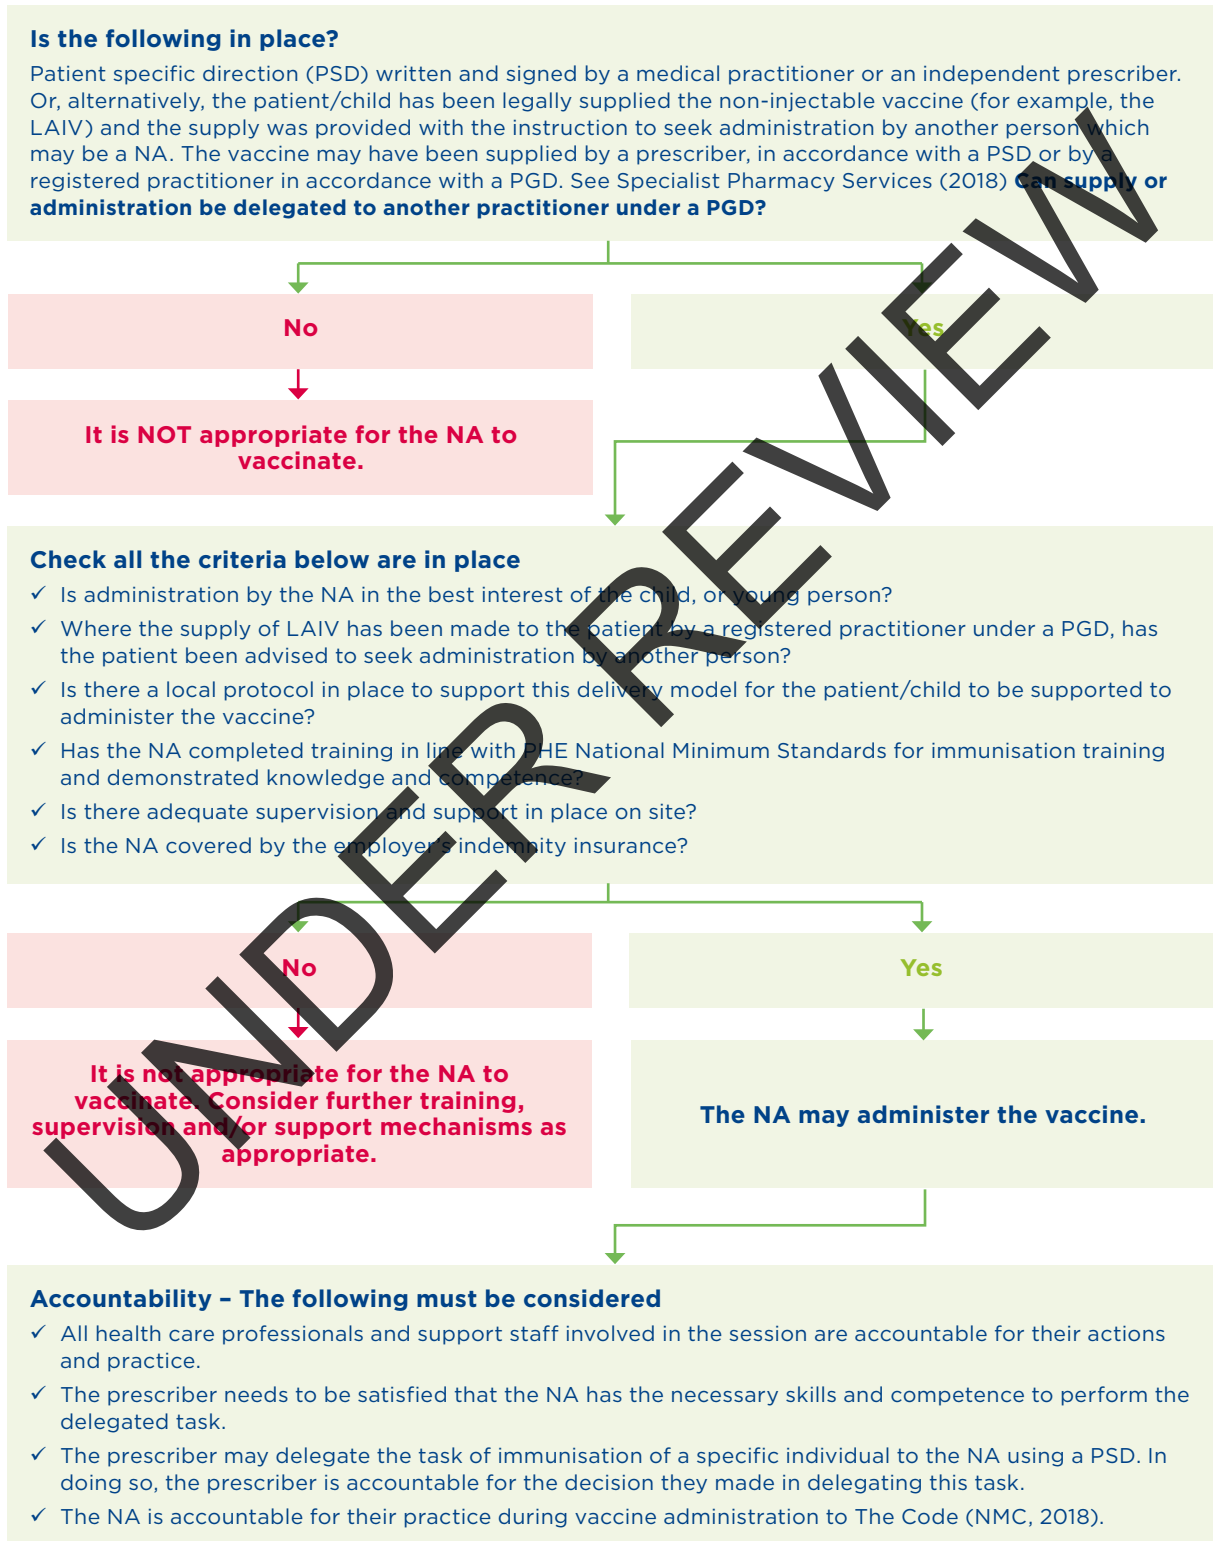 Is the following in place?
Patient specific direction (PSD) written and signed by a medical practitioner or an independent prescriber.
Or, alternatively, the patient/child has been legally supplied the non-injectable vaccine (for example, the
LAIV) and the supply was provided with the instruction to seek administration by another person which
may be a NA. The vaccine may have been supplied by a prescriber, in accordance with a PSD or by a
registered practitioner in accordance with a PGD. See Specialist Pharmacy Services (2018) Can supply or
administration be delegated to another practitioner under a PGD?
No
Yes
It is NOT appropriate for the NA to
vaccinate.
Check all the criteria below are in place
✓ Is administration by the NA in the best interest of the child, or young person?
✓ Where the supply of LAIV has been made to the patient by a registered practitioner under a PGD, has
the patient been advised to seek administration by another person?
✓ Is there a local protocol in place to support this delivery model for the patient/child to be supported to
administer the vaccine?
✓ Has the NA completed training in line with PHE National Minimum Standards for immunisation training
and demonstrated knowledge and competence?
✓ Is there adequate supervision and support in place on site?
✓ Is the NA covered by the employer's indemnity insurance?
No
Yes
It is not appropriate for the NA to
vaccinate. Consider further training,
supervision and/or support mechanisms as
appropriate.
The NA may administer the vaccine.
Accountability – The following must be considered
✓ All health care professionals and support staff involved in the session are accountable for their actions
and practice.
✓ The prescriber needs to be satisfied that the NA has the necessary skills and competence to perform the
delegated task.
✓ The prescriber may delegate the task of immunisation of a specific individual to the NA using a PSD. In
doing so, the prescriber is accountable for the decision they made in delegating this task.
✓ The NA is accountable for their practice during vaccine administration to The Code (NMC, 2018).
UNDER REVIEW